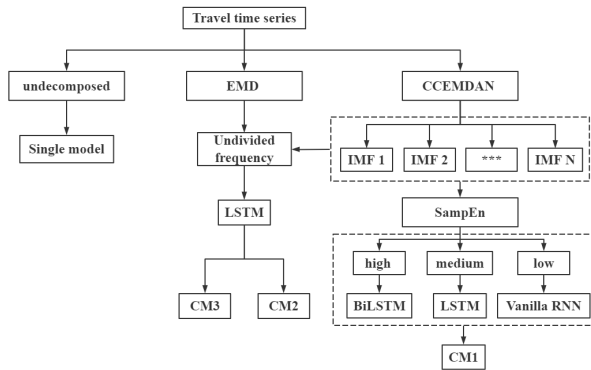 Travel time series
undecomposed
EMD
CCEMDAN
Single model
Undivided
frequency
IMF 1
IMF 2
***
IMF N
LSTM
SampEn
high
medium
low
CM3
CM2
BiLSTM
LSTM
Vanilla RNN
CM1